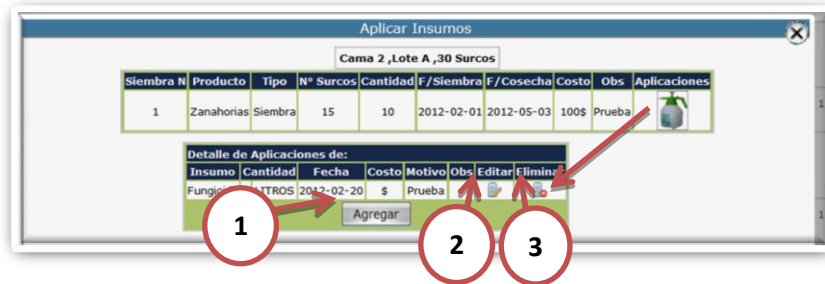 Aplicar Insumos
Cama 2 ,Lote A ,30 Surcos
Siembra N Producto Tipo N° Surcos Cantidad F/Siembra F/Cosecha Costo Obs Aplicaciones
1 Zanahorias Siembra 15 10 2012-02-01 2012-05-03 100$ Prueba
Detalle de Aplicaciones de:
Insumo Cantidad Fecha Costo Motivo Obs Editar
2012-02-20 $ Prueba
Agregar
1
2
3
1
1